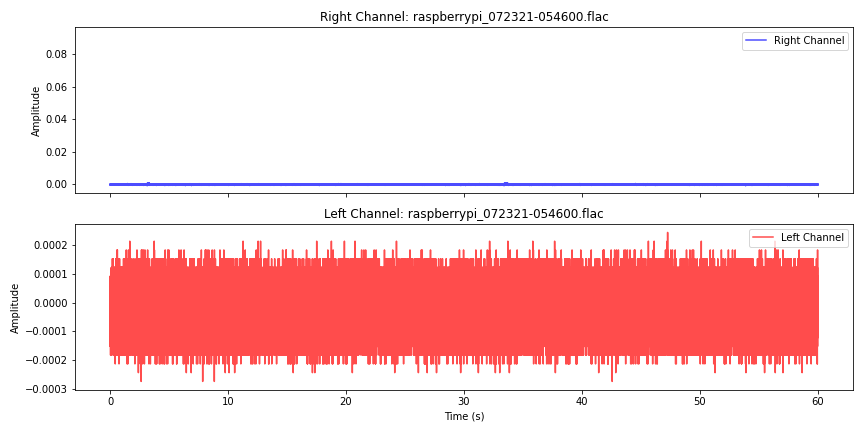 Right Channel: raspberrypi_072321-054600.flac
Right Channel
Amplitude
0.08
0.06
0.04
0.02
0.00
Left Channel: raspberrypi_072321-054600.flac
Left Channel
Amplitude
0.0002
0.0001
0.0000
−0.0001
−0.0002
−0.0003
0 10 20 30 40 50 60
Time (s)